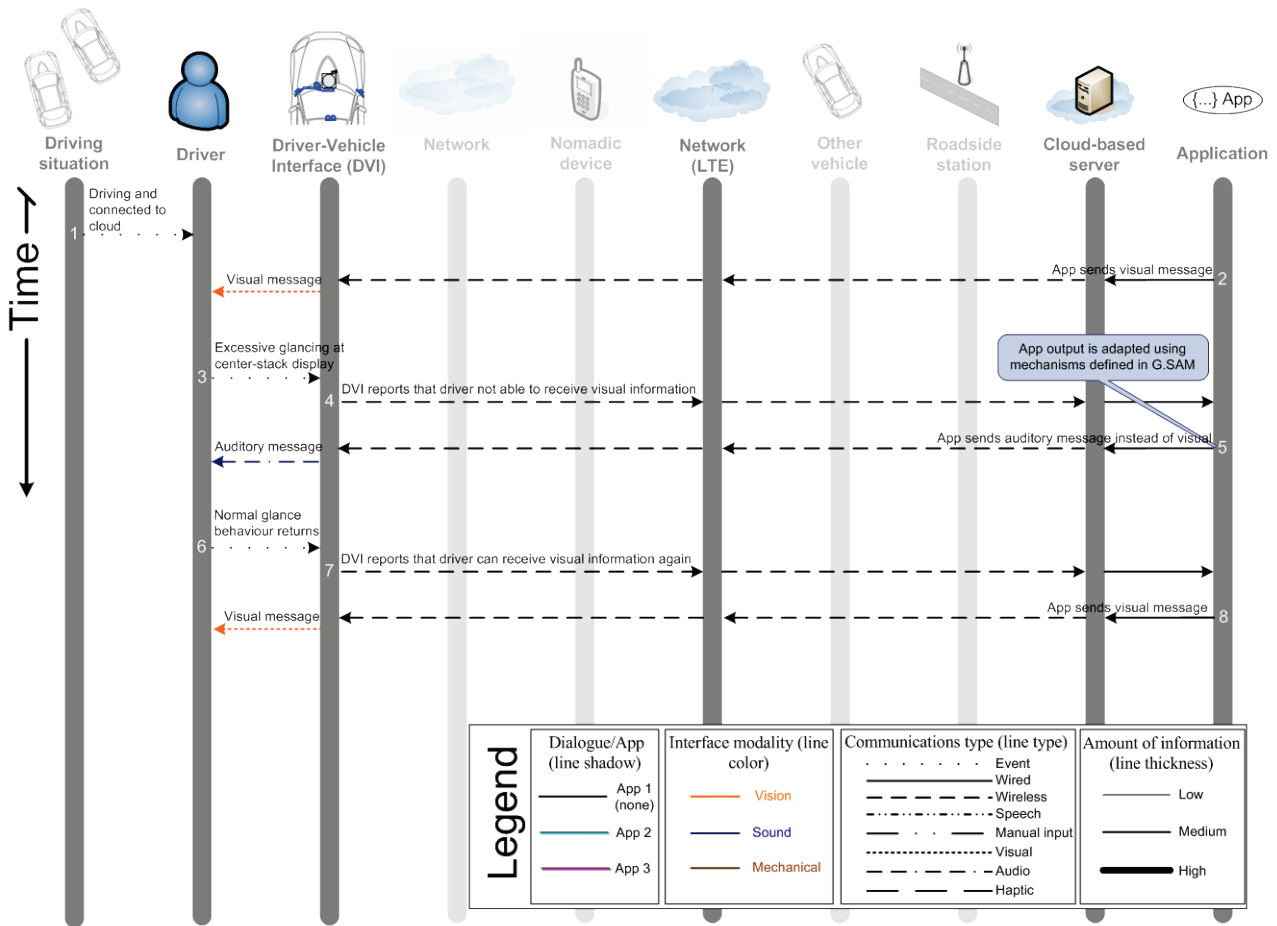 {...} App
Driving
situation
Driver
Driver-Vehicle
Interface (DVI)
Network
Nomadic
device
Network
(LTE)
Other
vehicle
Roadside
station
Cloud-based
server
Application
Time
Driving and
connected to
cloud
1
Visual message
App sends visual message
2
Excessive glancing at
center-stack display
3
App output is adapted using
mechanisms defined in G.SAM
DVI reports that driver not able to receive visual information
4
Auditory message
App sends auditory message instead of visual
5
Normal glance
behaviour returns
6
DVI reports that driver can receive visual information again
7
Visual message
App sends visual message
8
Legend
Dialogue/App
(line shadow)
App 1
(none)
App 2
App 3
Interface modality (line
color)
Vision
Sound
Mechanical
Communications type (line type)
Event
Wired
Wireless
Speech
Manual input
Visual
Audio
Haptic
Amount of information
(line thickness)
Low
Medium
High